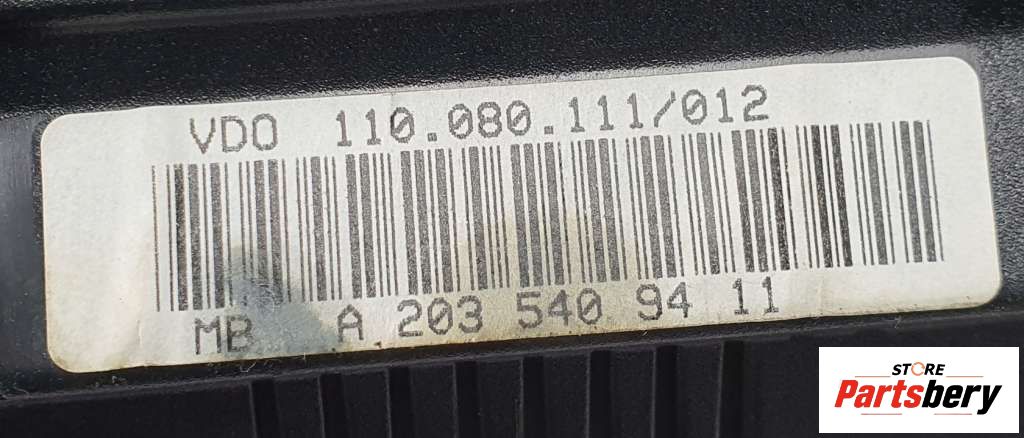 VDO 110.080.111/012
MB A 203 540 94 11
STORE
Partsbery